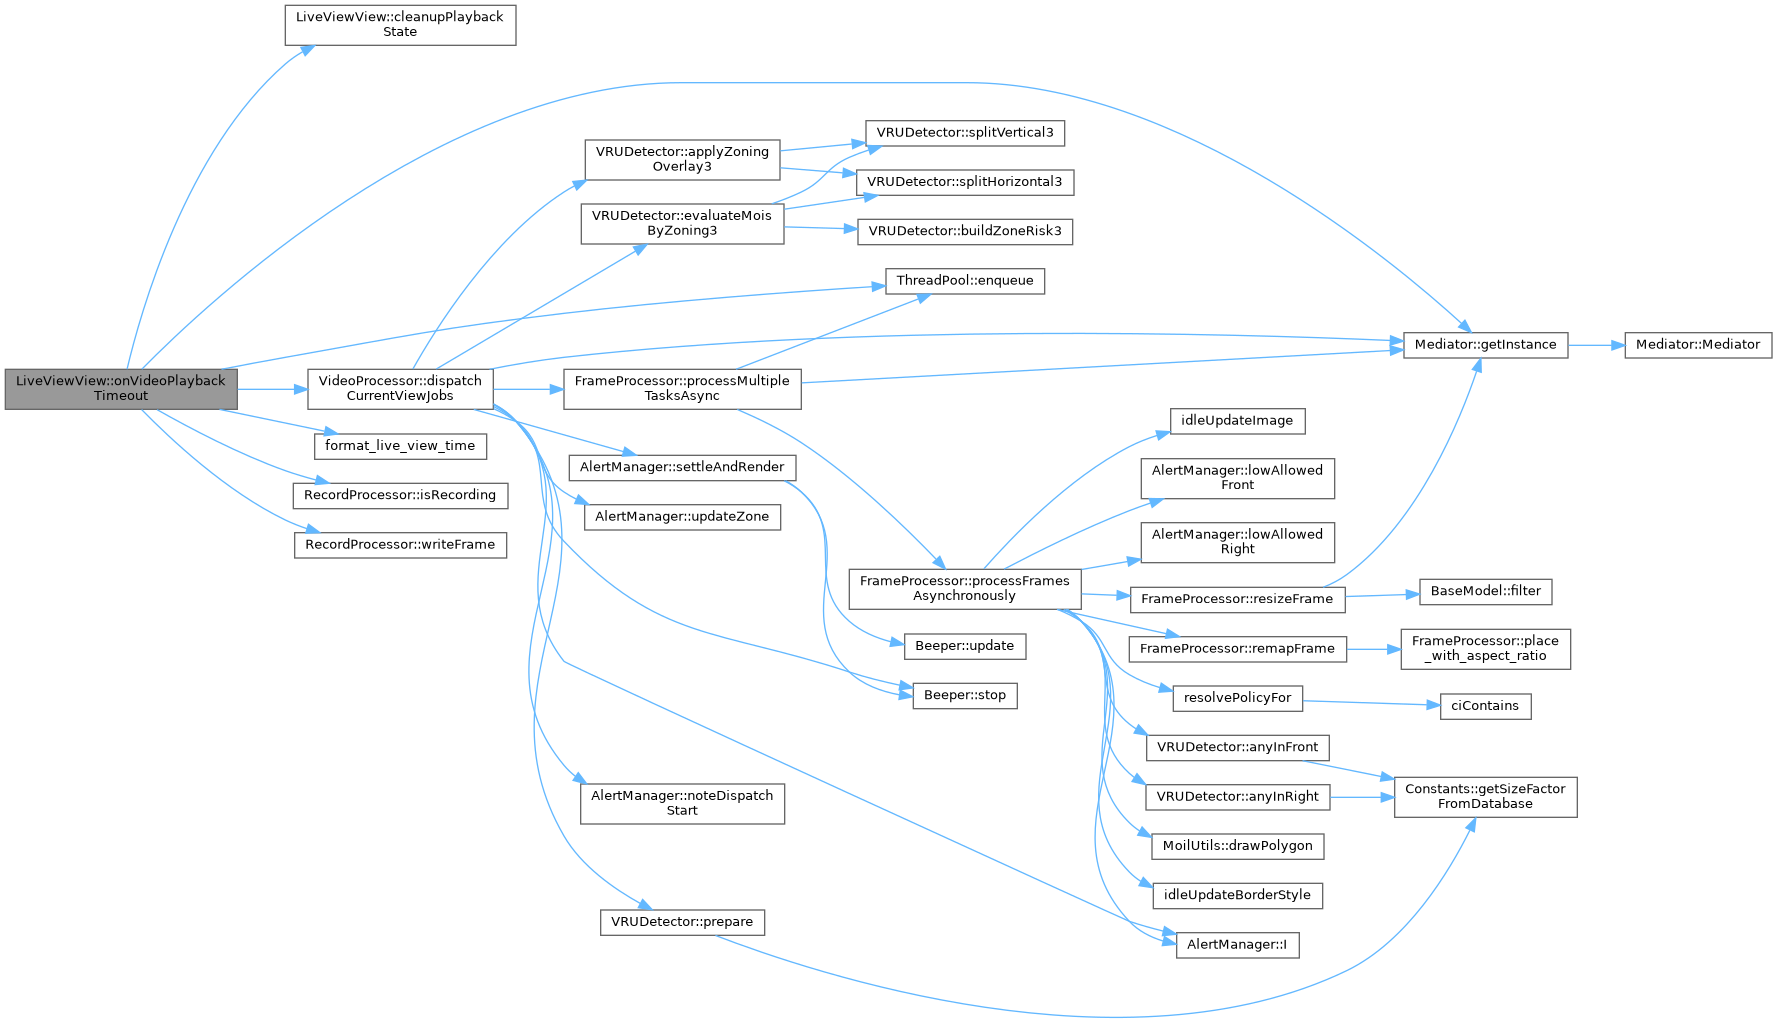 LiveViewView::cleanupPlayback
State
VRUDetector::splitVertical3
VRUDetector::applyZoning
Overlay3
VRUDetector::splitHorizontal3
VRUDetector::evaluateMois
ByZoning3
VRUDetector::buildZoneRisk3
ThreadPool::enqueue
Mediator::getInstance
Mediator::Mediator
LiveViewView::onVideoPlayback
Timeout
VideoProcessor::dispatch
CurrentViewJobs
FrameProcessor::processMultiple
TasksAsync
idleUpdateImage
format_live_view_time
AlertManager::settleAndRender
AlertManager::lowAllowed
Front
RecordProcessor::isRecording
AlertManager::updateZone
AlertManager::lowAllowed
Right
RecordProcessor::writeFrame
FrameProcessor::processFrames
Asynchronously
FrameProcessor::resizeFrame
BaseModel::filter
Beeper::update
FrameProcessor::remapFrame
FrameProcessor::place
_with_aspect_ratio
Beeper::stop
resolvePolicyFor
ciContains
VRUDetector::anyInFront
AlertManager::noteDispatch
Start
VRUDetector::anyInRight
Constants::getSizeFactor
FromDatabase
MoilUtils::drawPolygon
idleUpdateBorderStyle
VRUDetector::prepare
AlertManager::I